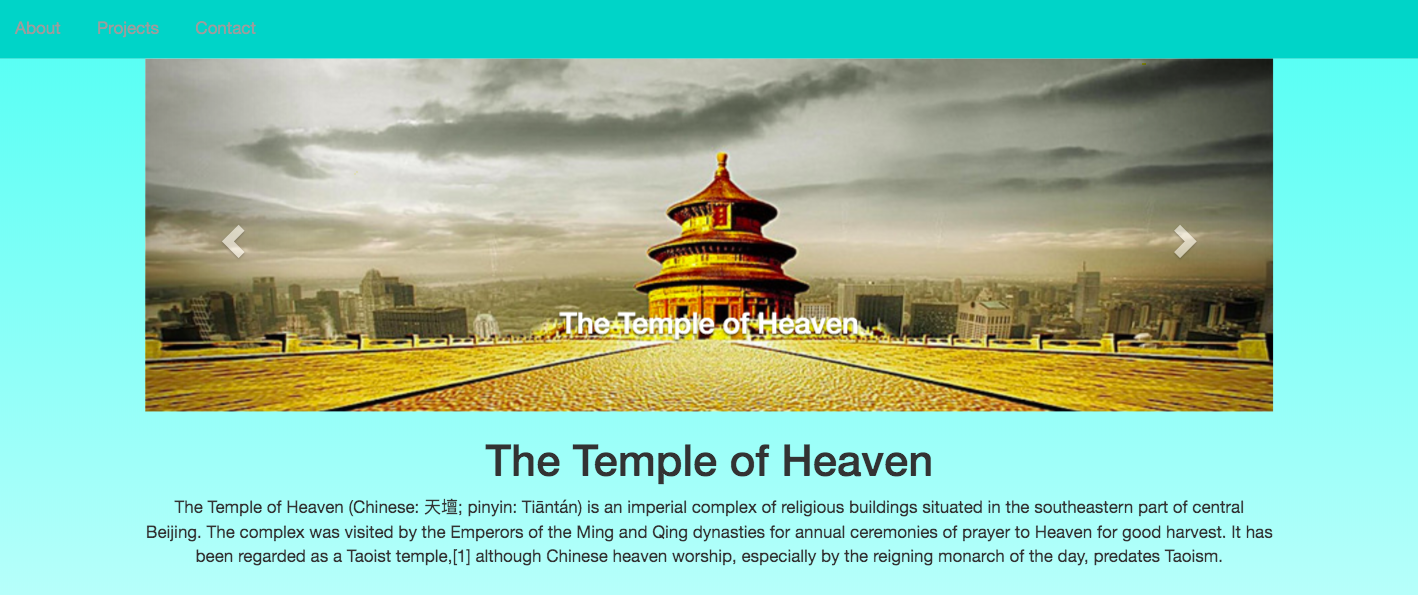 About Projects Contact
The Temple of Heaven
The Temple of Heaven
The Temple of Heaven (Chinese: 天壇; pinyin: Tiāntán) is an imperial complex of religious buildings situated in the southeastern part of central
Beijing. The complex was visited by the Emperors of the Ming and Qing dynasties for annual ceremonies of prayer to Heaven for good harvest. It has
been regarded as a Taoist temple,[1] although Chinese heaven worship, especially by the reigning monarch of the day, predates Taoism.